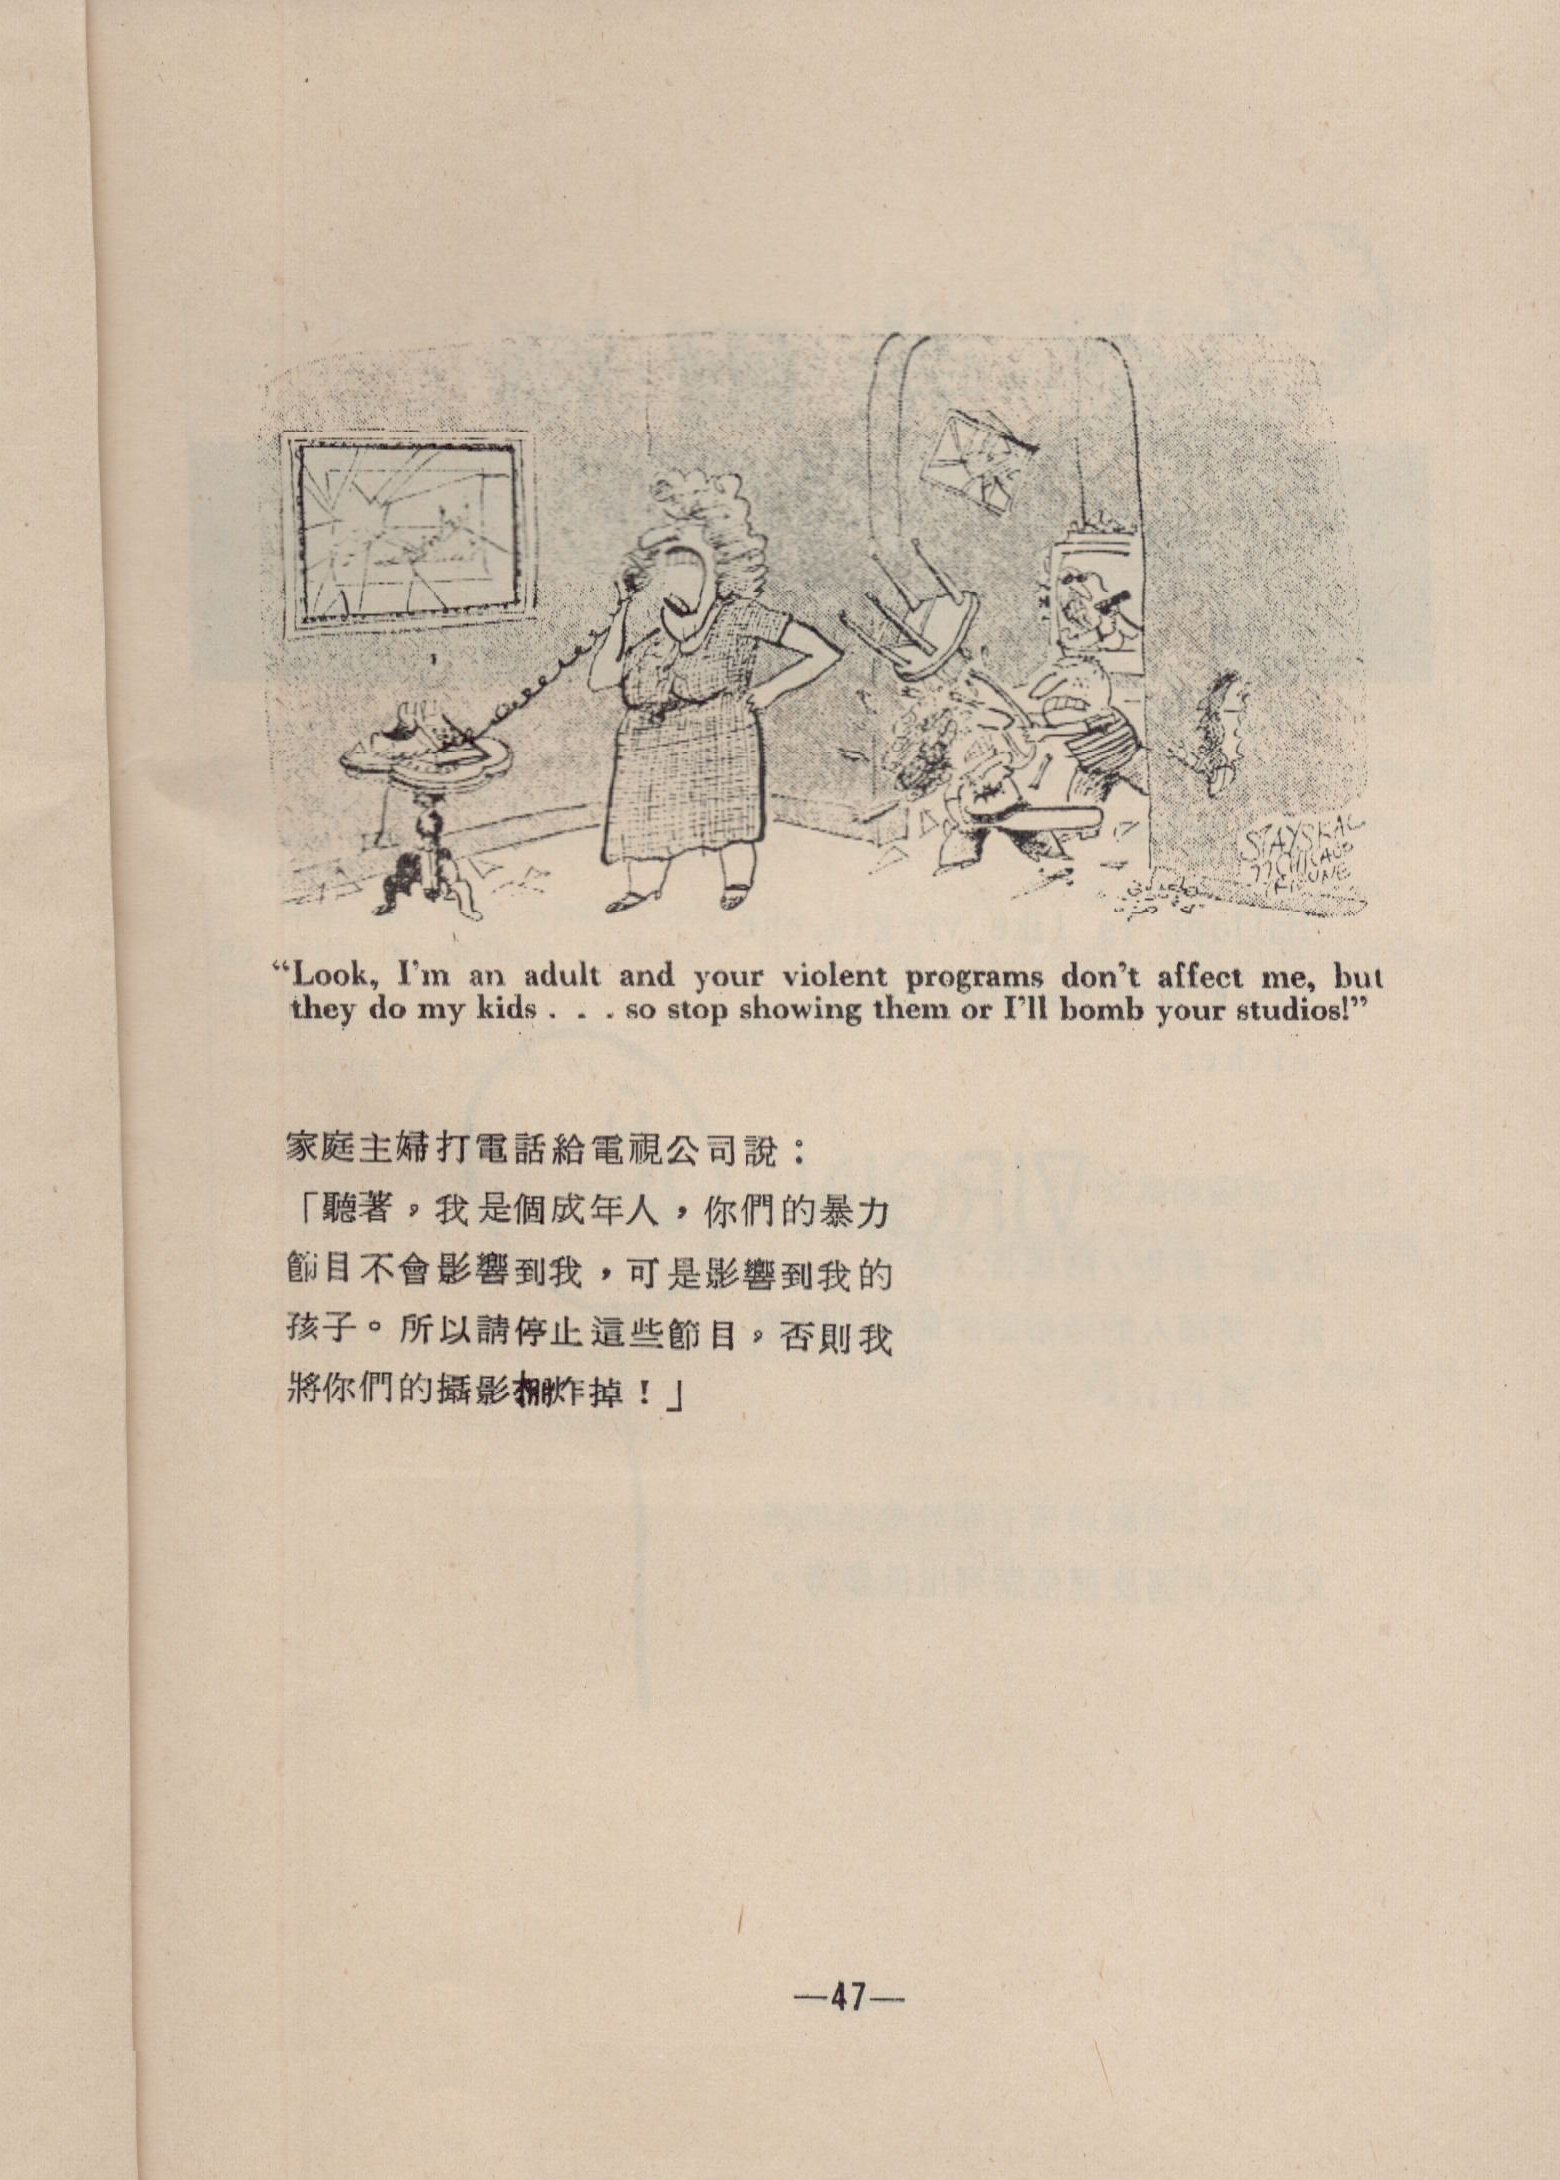 STAYSKAL
'77 CHICAGO
TRIBUNE
“Look, I’m an adult and your violent programs don’t affect me, but
they do my kids . . . so stop showing them or I’ll bomb your studios!”
家庭主婦打電話給電視公司說：
「聽著，我是個成年人，你們的暴力
節目不會影響到我，可是影響到我的
孩子。所以請停止這些節目，否則我
將你們的攝影棚炸掉！」
—47—